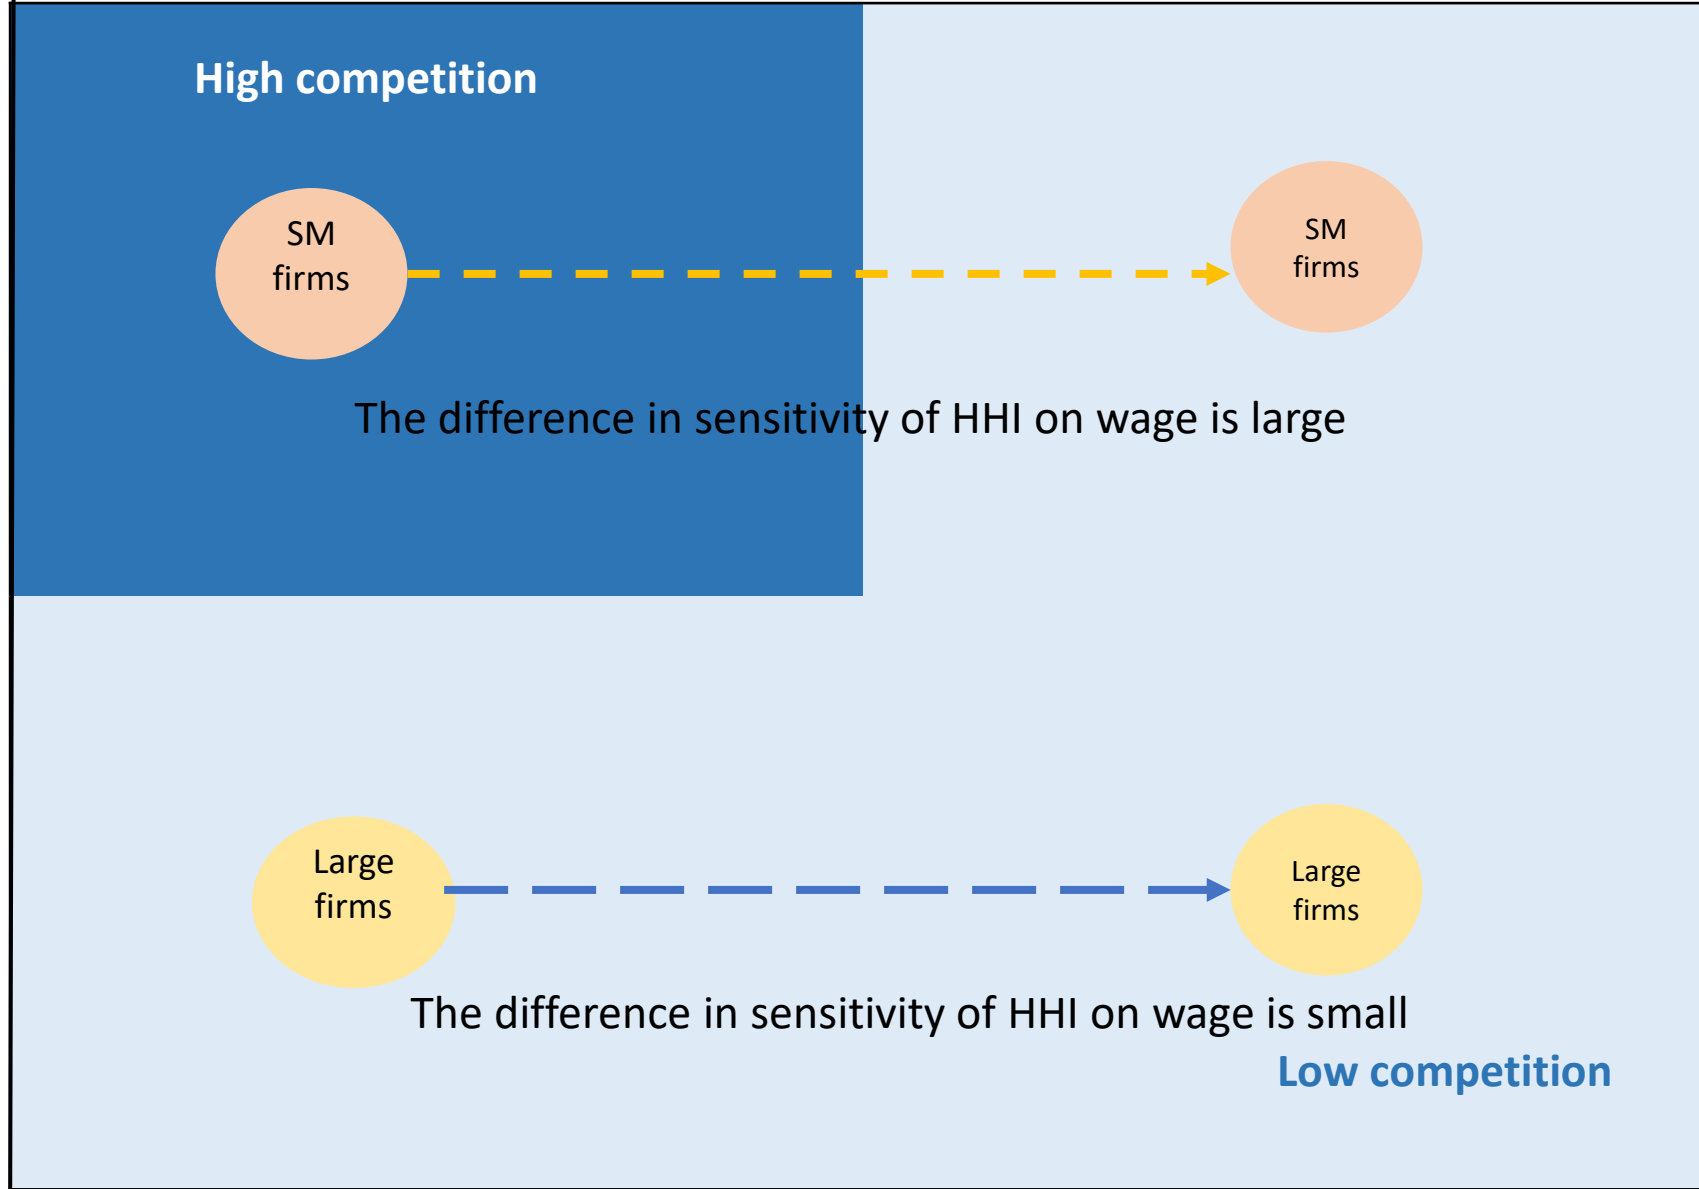 High competition
SM
firms
SM
firms
The difference in sensitivity of HHI on wage is large
Large
firms
Large
firms
The difference in sensitivity of HHI on wage is small
Low competition